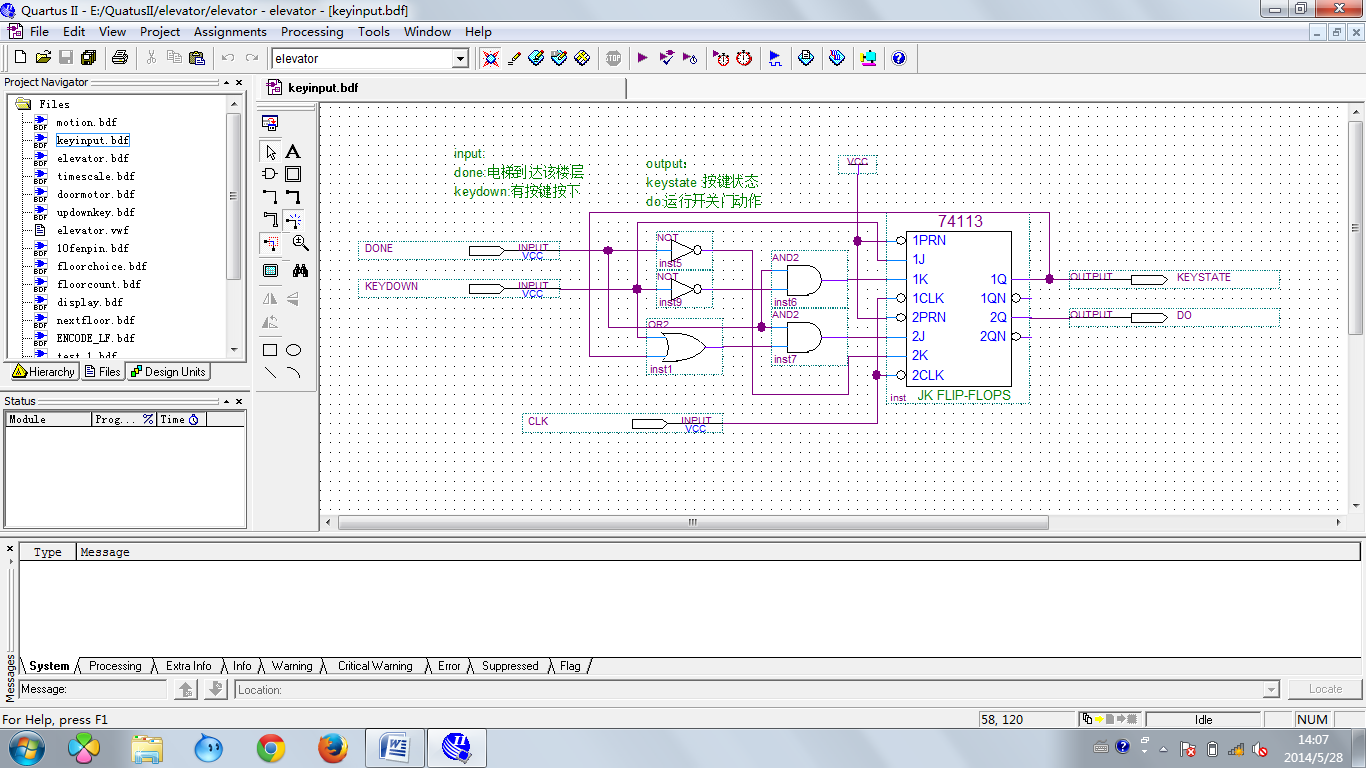 Quartus II - E:/QuatusII/elevator/elevator - elevator - [keyinput.bdf]
File Edit View Project Assignments Processing Tools Window Help
elevator
Project Navigator
Files
motion.bdf
keyinput.bdf
elevator.bdf
timescale.bdf
doormotor.bdf
updownkey.bdf
elevator.vwf
10fenpin.bdf
floorchoice.bdf
floorcount.bdf
display.bdf
nextfloor.bdf
ENCODE_LF.bdf
test_1.bdf
Hierarchy Files Design Units
Status
Module Prog... % Time
keyinput.bdf
input:
done:电梯到达该楼层
keydown:有按键按下
output:
keystate:按键状态
do:运行开关门动作
VCC
DONE INPUT VCC
KEYDOWN INPUT VCC
NOT
inst5
NOT
inst9
OR2
inst1
AND2
inst6
AND2
inst7
CLK INPUT VCC
74113
1PRN
1J
1K 1Q
1CLK 1QN
2PRN 2Q
2J 2QN
2K
2CLK
inst JK FLIP-FLOPS
OUTPUT KEYSTATE
OUTPUT DO
Type Message
System Processing Extra Info Info Warning Critical Warning Error Suppressed Flag
Messages
Message: Location: Locate
For Help, press F1 58, 120 Idle NUM
14:07
2014/5/28